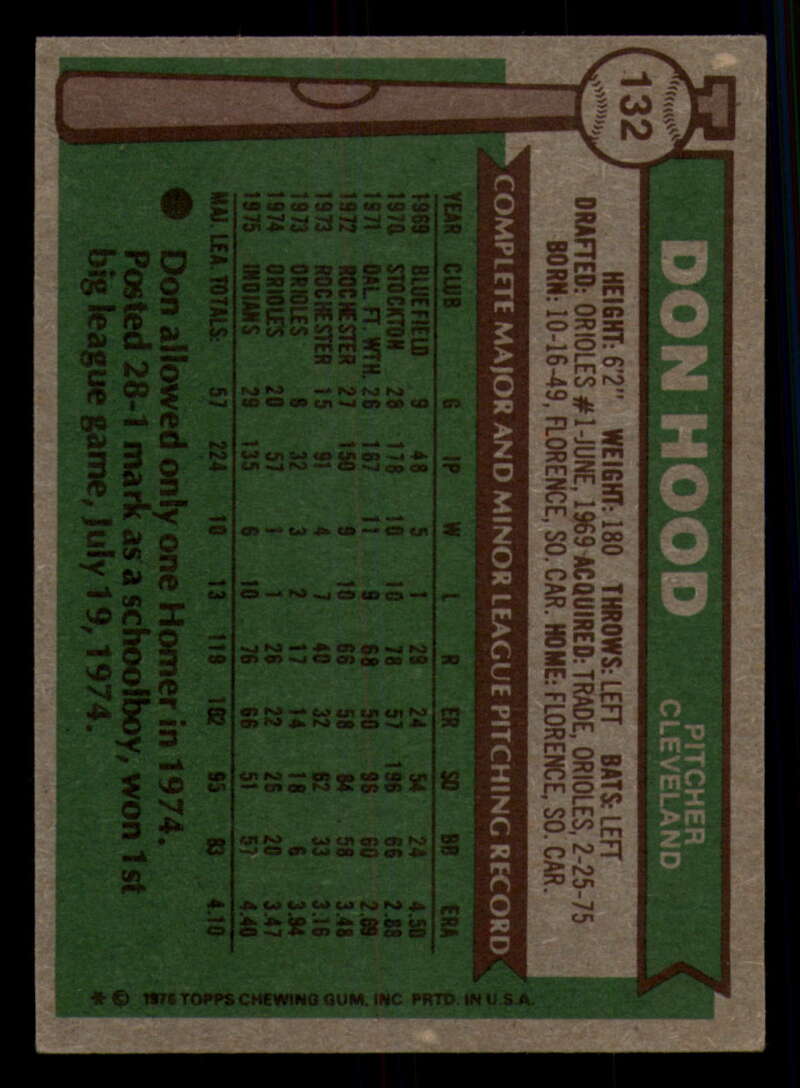 132
DON HOOD
PITCHER
CLEVELAND
HEIGHT: 6'2" WEIGHT: 180 THROWS: LEFT BATS: LEFT
DRAFTED: ORIOLES #1-JUNE, 1969 ACQUIRED: TRADE, ORIOLES, 2-25-75
BORN: 10-16-49, FLORENCE, SO. CAR. HOME: FLORENCE, SO. CAR.
COMPLETE MAJOR AND MINOR LEAGUE PITCHING RECORD
YEAR CLUB G IP W L R ER SO BB ERA
1969 BLUEFIELD 9 48 5 1 29 24 54 24 4.50
1970 STOCKTON 28 178 10 10 78 57 196 66 2.88
1971 DAL. FT. WTH. 26 167 11 9 68 50 96 60 2.69
1972 ROCHESTER 27 150 9 10 66 58 84 58 3.48
1973 ROCHESTER 15 91 4 7 40 32 62 33 3.16
1973 ORIOLES 8 32 3 2 17 14 18 6 3.94
1974 ORIOLES 20 57 1 1 26 22 26 20 3.47
1975 INDIANS 29 135 6 10 76 66 51 57 4.40
MAJ. LEA. TOTALS: 57 224 10 13 119 102 95 83 4.10
Don allowed only one Homer in 1974.
Posted 28-1 mark as a schoolboy, won 1st
big league game, July 19, 1974.
* © 1976 TOPPS CHEWING GUM, INC. PRTD. IN U.S.A.